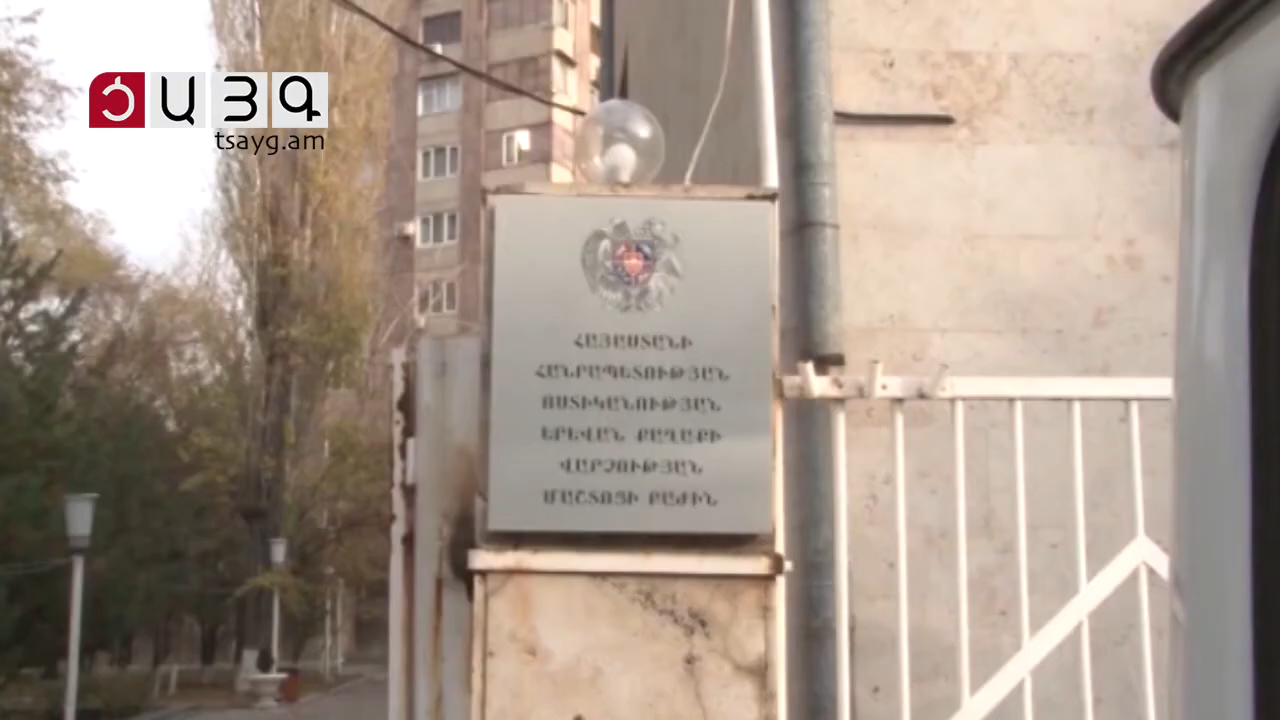 ԾԱՅԳ
tsayg.am
ՀԱՅԱՍՏԱՆԻ
ՀԱՆՐԱՊԵՏՈՒԹՅԱՆ
ՈՍՏԻԿԱՆՈՒԹՅԱՆ
ԵՐԵՎԱՆ ՔԱՂԱՔԻ
ՎԱՐՉՈՒԹՅԱՆ
ՄԱՇՏՈՑԻ ԲԱԺԻՆ